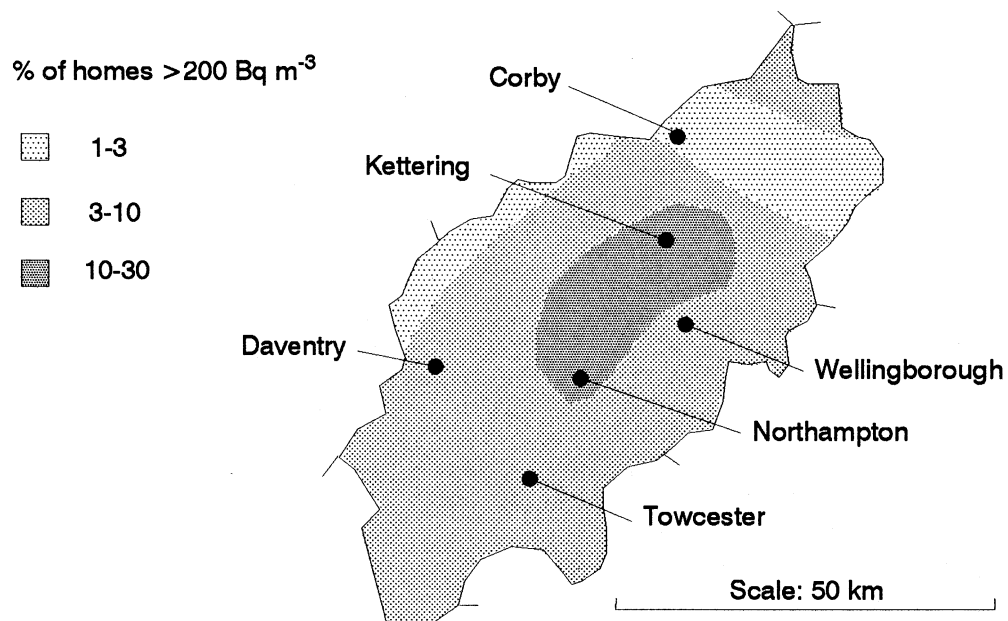 % of homes >200 Bq m⁻³
1-3
3-10
10-30
Corby
Kettering
Daventry
Wellingborough
Northampton
Towcester
Scale: 50 km